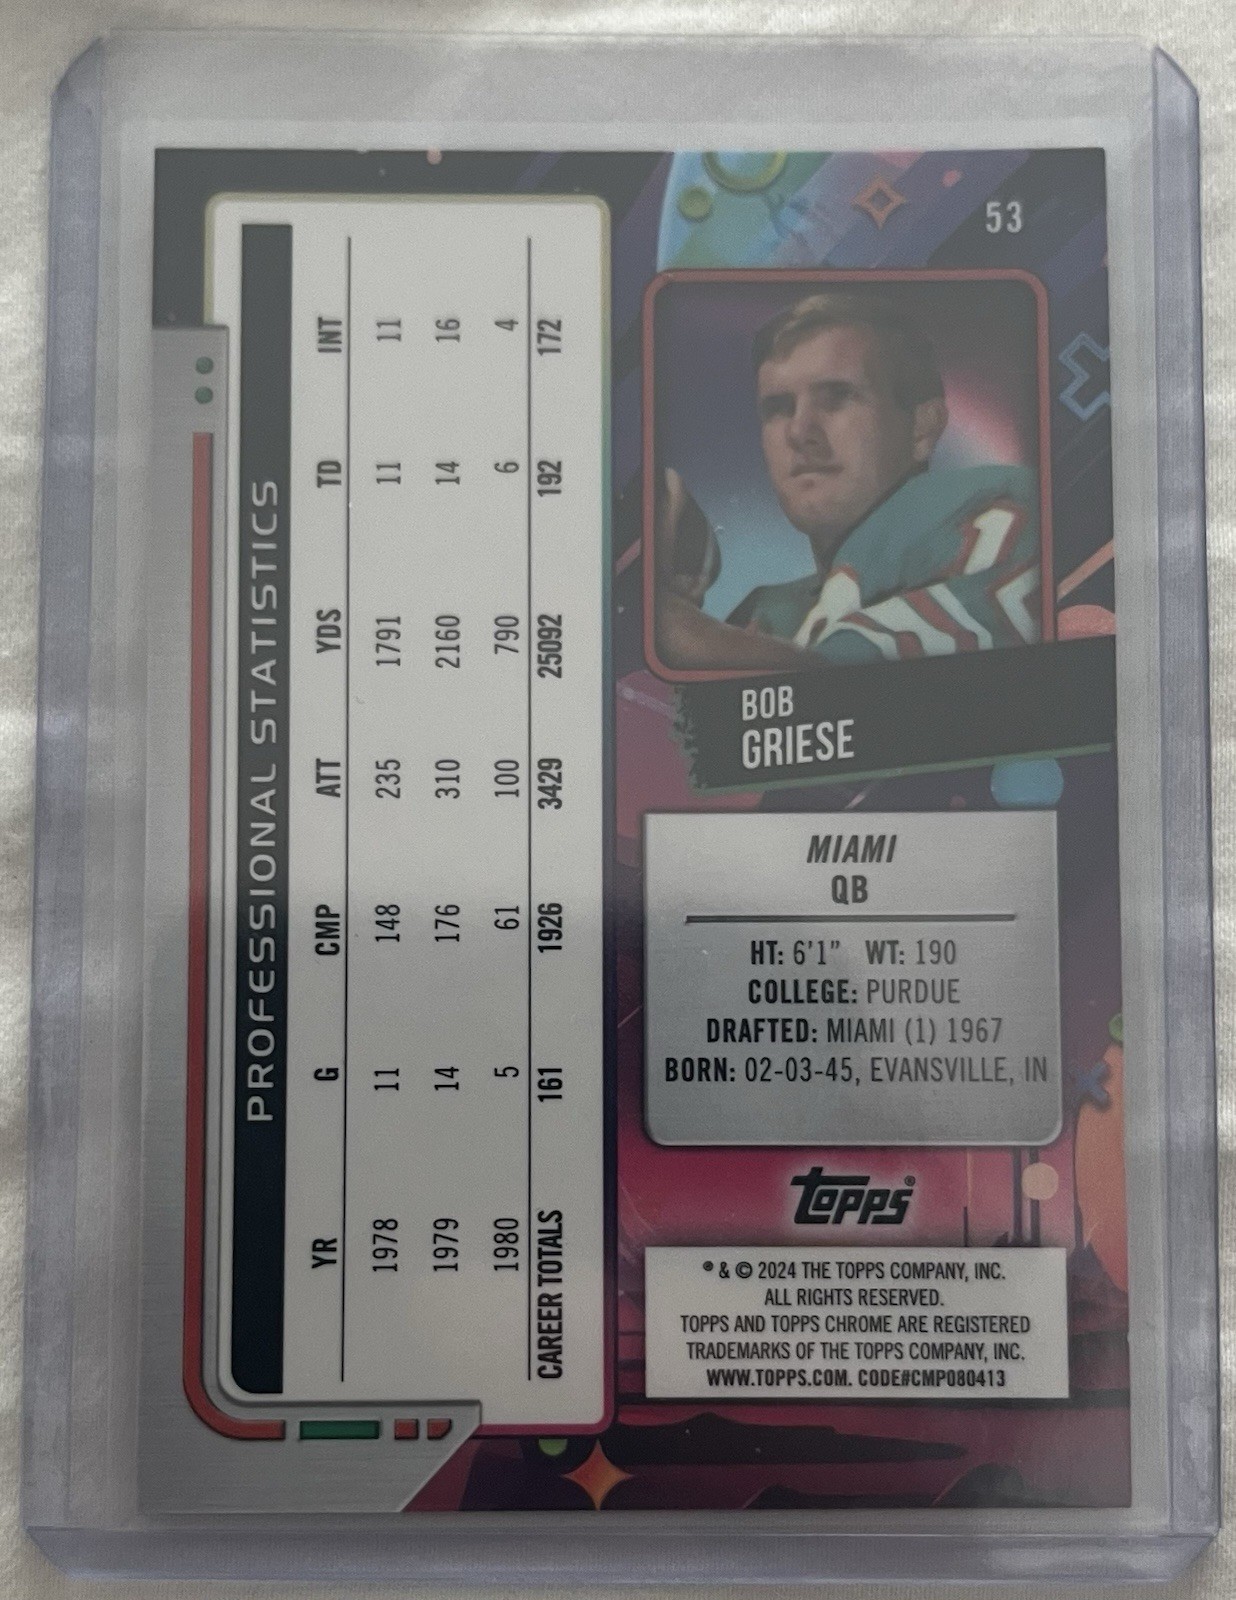 53
1
BOB
GRIESE
MIAMI
QB
HT: 6'1" WT: 190
COLLEGE: PURDUE
DRAFTED: MIAMI (1) 1967
BORN: 02-03-45, EVANSVILLE, IN
TOPPS®
® & © 2024 THE TOPPS COMPANY, INC.
ALL RIGHTS RESERVED.
TOPPS AND TOPPS CHROME ARE REGISTERED
TRADEMARKS OF THE TOPPS COMPANY, INC.
WWW.TOPPS.COM. CODE#CMP080413
PROFESSIONAL STATISTICS
YR G CMP ATT YDS TD INT
1978 11 148 235 1791 11 11
1979 14 176 310 2160 14 16
1980 5 61 100 790 6 4
CAREER TOTALS 161 1926 3429 25092 192 172